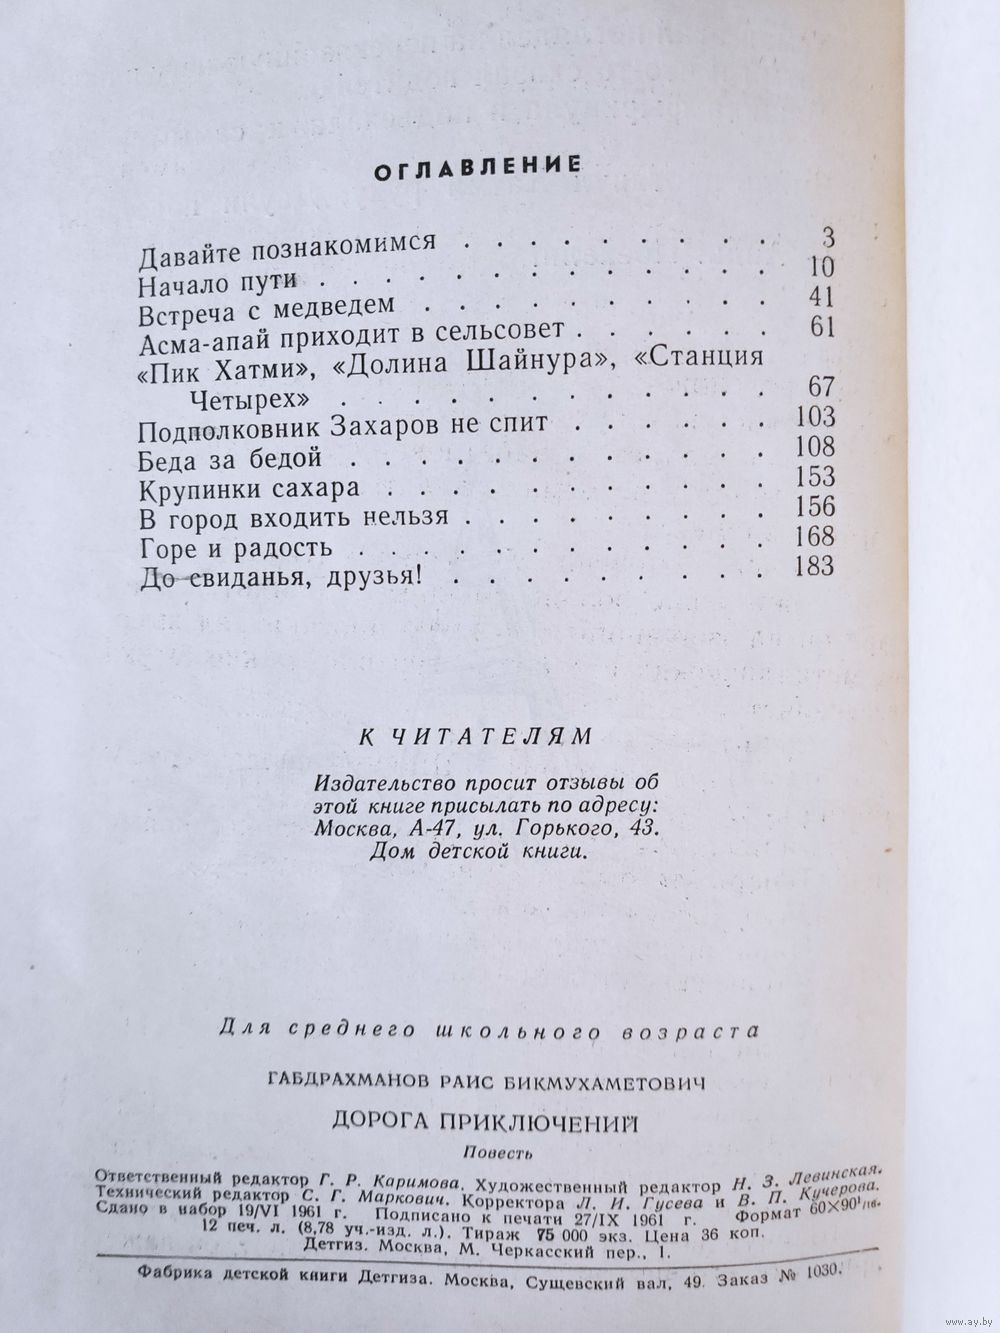 ОГЛАВЛЕНИЕ
Давайте познакомимся . . . . . . . . . 3
Начало пути . . . . . . . . . . . . . 10
Встреча с медведем . . . . . . . . . . 41
Асма-апай приходит в сельсовет . . . . . . 61
«Пик Хатми», «Долина Шайнура», «Станция
Четырех» . . . . . . . . . . . . 67
Подполковник Захаров не спит . . . . . . 103
Беда за бедой . . . . . . . . . . . . 108
Крупинки сахара . . . . . . . . . . . 153
В город входить нельзя . . . . . . . . . 156
Горе и радость . . . . . . . . . . . 168
До свиданья, друзья! . . . . . . . . . 183
К ЧИТАТЕЛЯМ
Издательство просит отзывы об
этой книге присылать по адресу:
Москва, А-47, ул. Горького, 43.
Дом детской книги.
Для среднего школьного возраста
ГАБДРАХМАНОВ РАИС БИКМУХАМЕТОВИЧ
ДОРОГА ПРИКЛЮЧЕНИЙ
Повесть
Ответственный редактор Г. Р. Каримова. Художественный редактор Н. З. Левинская.
Технический редактор С. Г. Маркович. Корректора Л. И. Гусева и В. П. Кучерова.
Сдано в набор 19/VI 1961 г. Подписано к печати 27/IX 1961 г. Формат 60×90¹/₁₆.
12 печ. л. (8,78 уч.-изд. л.). Тираж 75 000 экз. Цена 36 коп.
Детгиз. Москва, М. Черкасский пер., 1.
Фабрика детской книги Детгиза. Москва, Сущевский вал, 49. Заказ № 1030.
www.ay.by